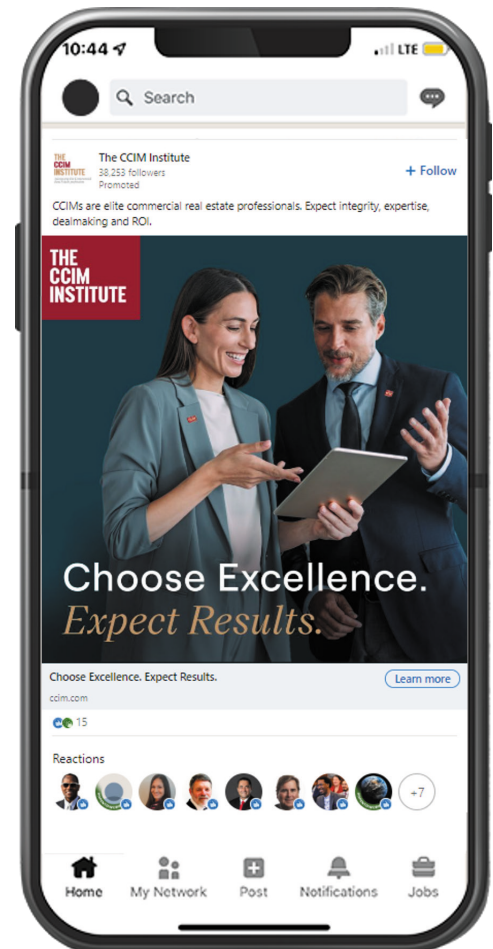 10:44
LTE
Search
THE
CCIM
INSTITUTE
The CCIM Institute
38,253 followers
Promoted
+ Follow
CCIMs are elite commercial real estate professionals. Expect integrity, expertise,
dealmaking and ROI.
THE
CCIM
INSTITUTE
Choose Excellence.
Expect Results.
Choose Excellence. Expect Results.
Learn more
ccim.com
15
Reactions
+7
Home
My Network
Post
Notifications
Jobs